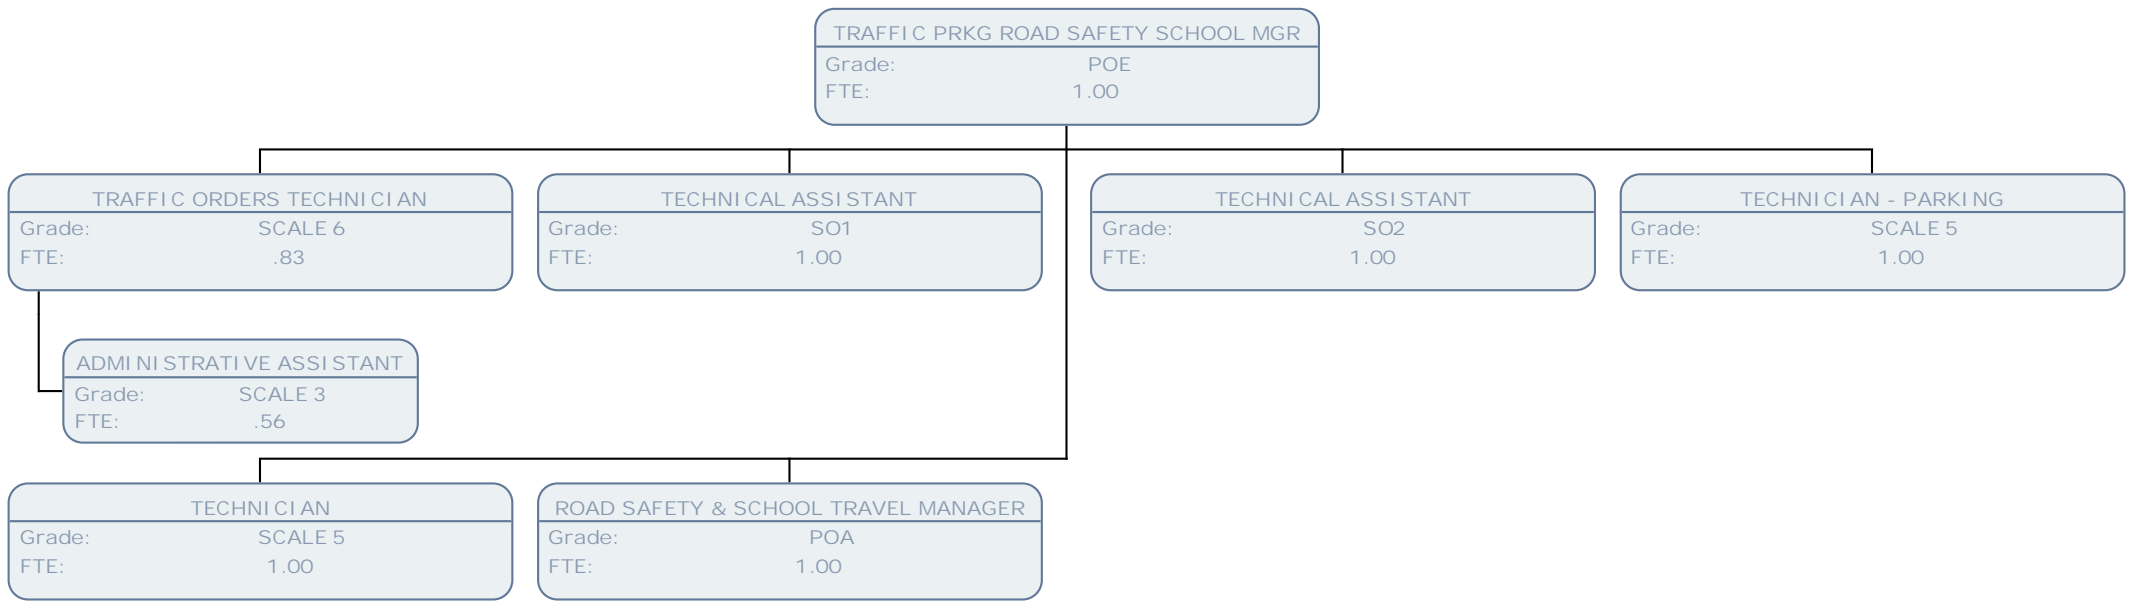 TRAFFIC PRKG ROAD SAFETY SCHOOL MGR
Grade: POE
FTE: 1.00
TRAFFIC ORDERS TECHNICIAN
Grade: SCALE 6
FTE: .83
TECHNICAL ASSISTANT
Grade: SO1
FTE: 1.00
TECHNICAL ASSISTANT
Grade: SO2
FTE: 1.00
TECHNICIAN - PARKING
Grade: SCALE 5
FTE: 1.00
ADMINISTRATIVE ASSISTANT
Grade: SCALE 3
FTE: .56
TECHNICIAN
Grade: SCALE 5
FTE: 1.00
ROAD SAFETY & SCHOOL TRAVEL MANAGER
Grade: POA
FTE: 1.00